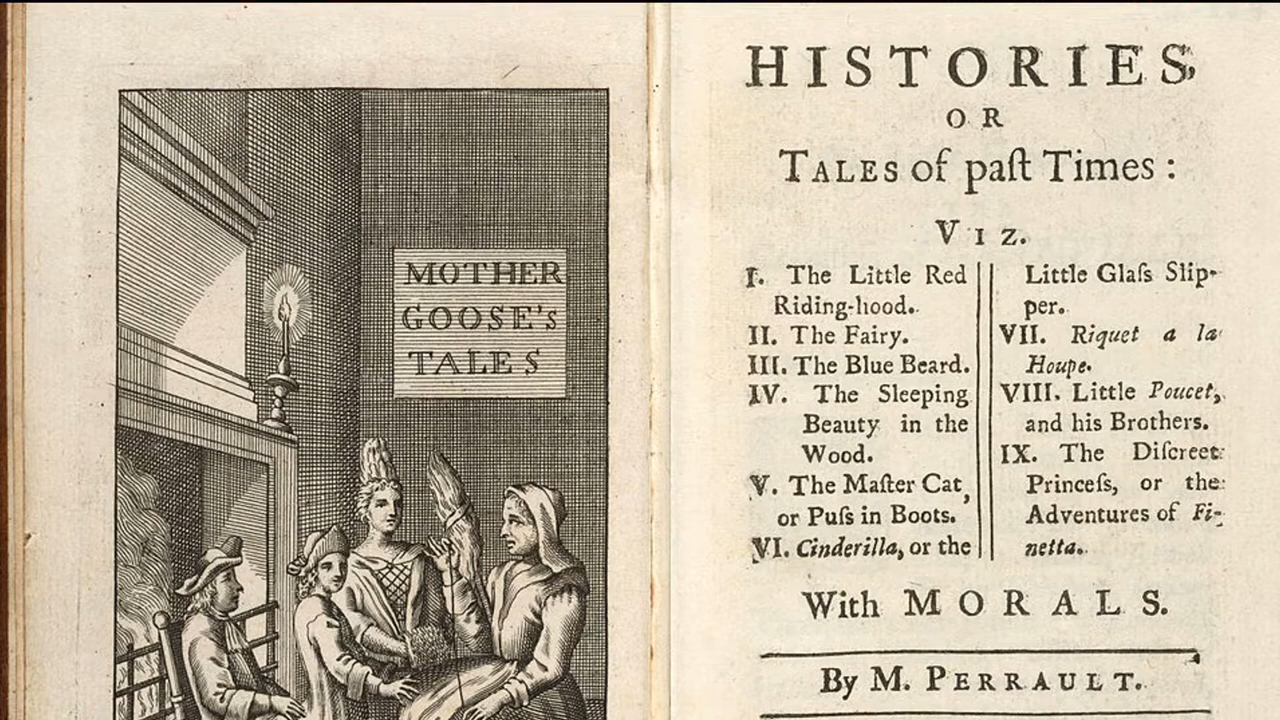 MOTHER
GOOSE's
TALES
HISTORIES,
OR
TALES of paſt Times :
VIZ.
I. The Little Red
Riding-hood.
II. The Fairy.
III. The Blue Beard.
IV. The Sleeping
Beauty in the
Wood.
V. The Maſter Cat,
or Puſs in Boots.
VI. Cinderilla, or the
Little Glaſs Slip-
per.
VII. Riquet a la
Houpe.
VIII. Little Poucet,
and his Brothers.
IX. The Diſcreet
Princeſs, or the
Adventures of Fi-
netta.
With MORALS.
By M. PERRAULT.